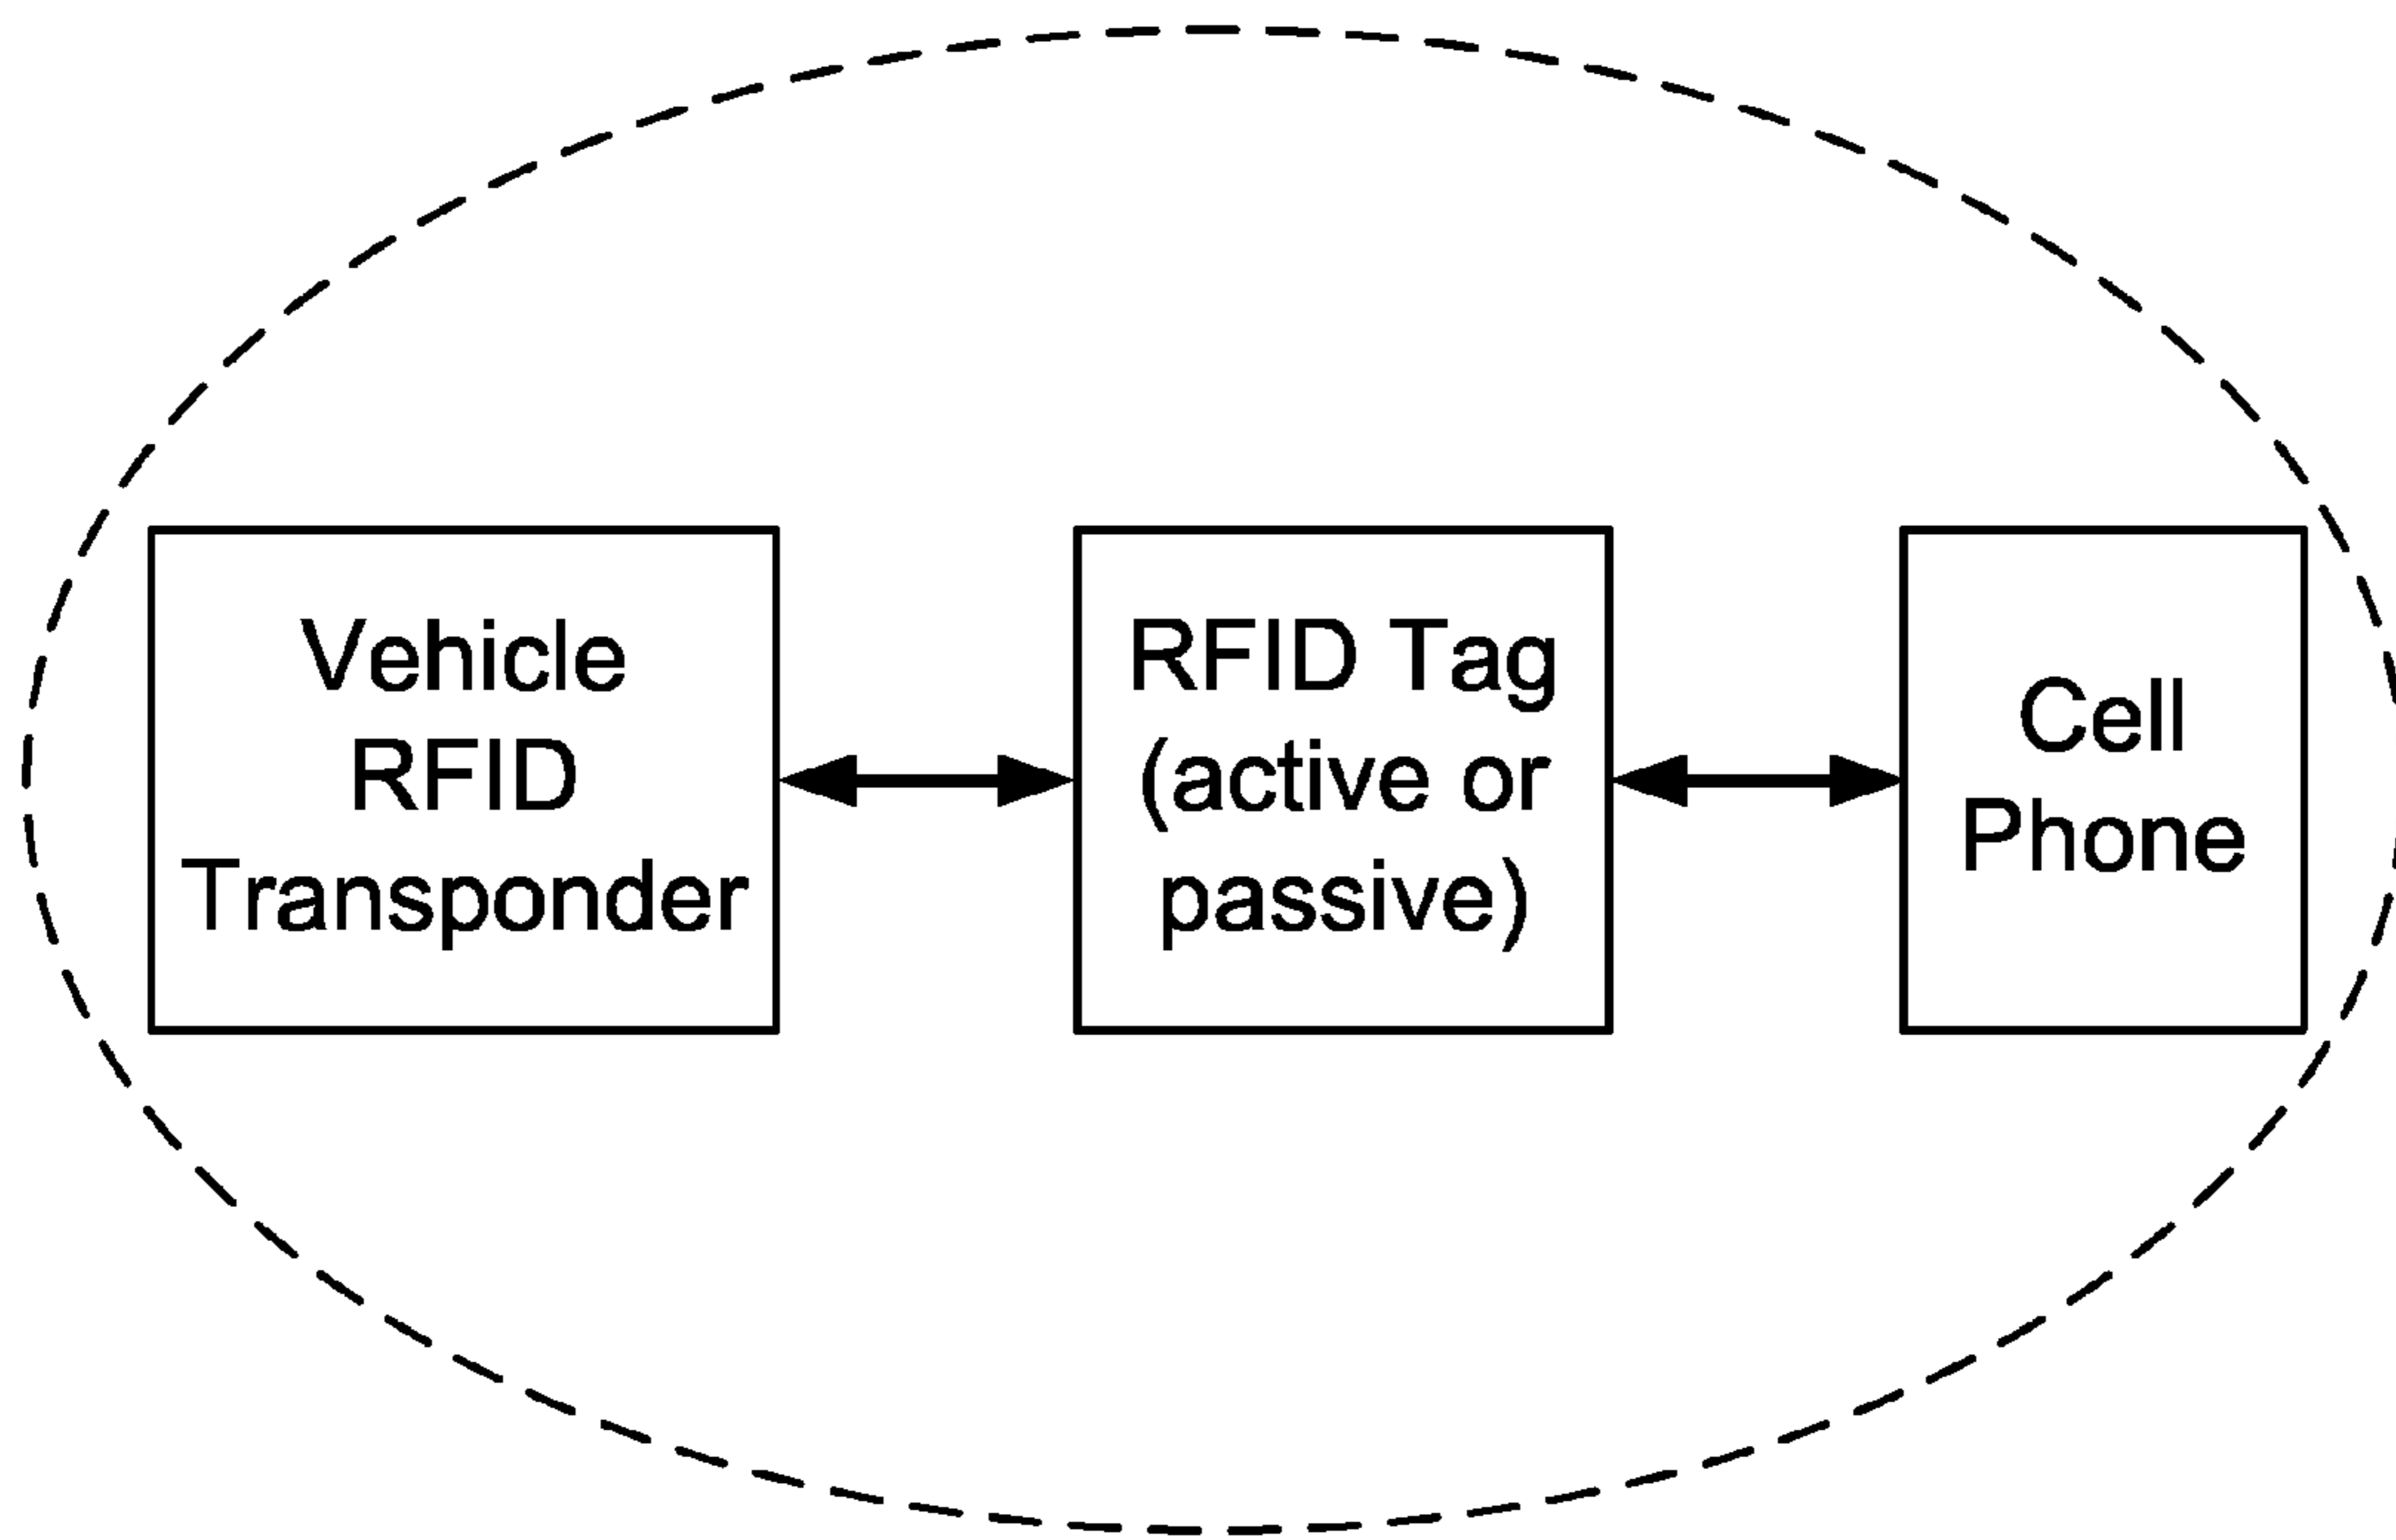 Vehicle
RFID
Transponder
RFID Tag
(active or
passive)
Cell
Phone